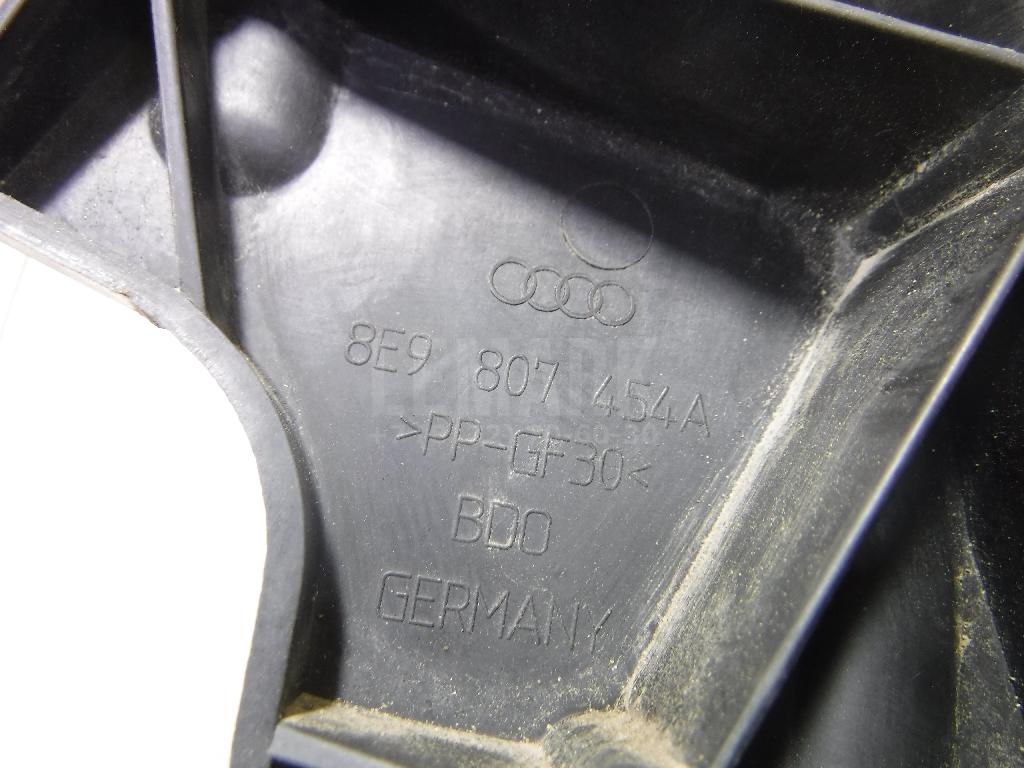 8E9 807 454A
>PP-GF30<
BDO
GERMANY